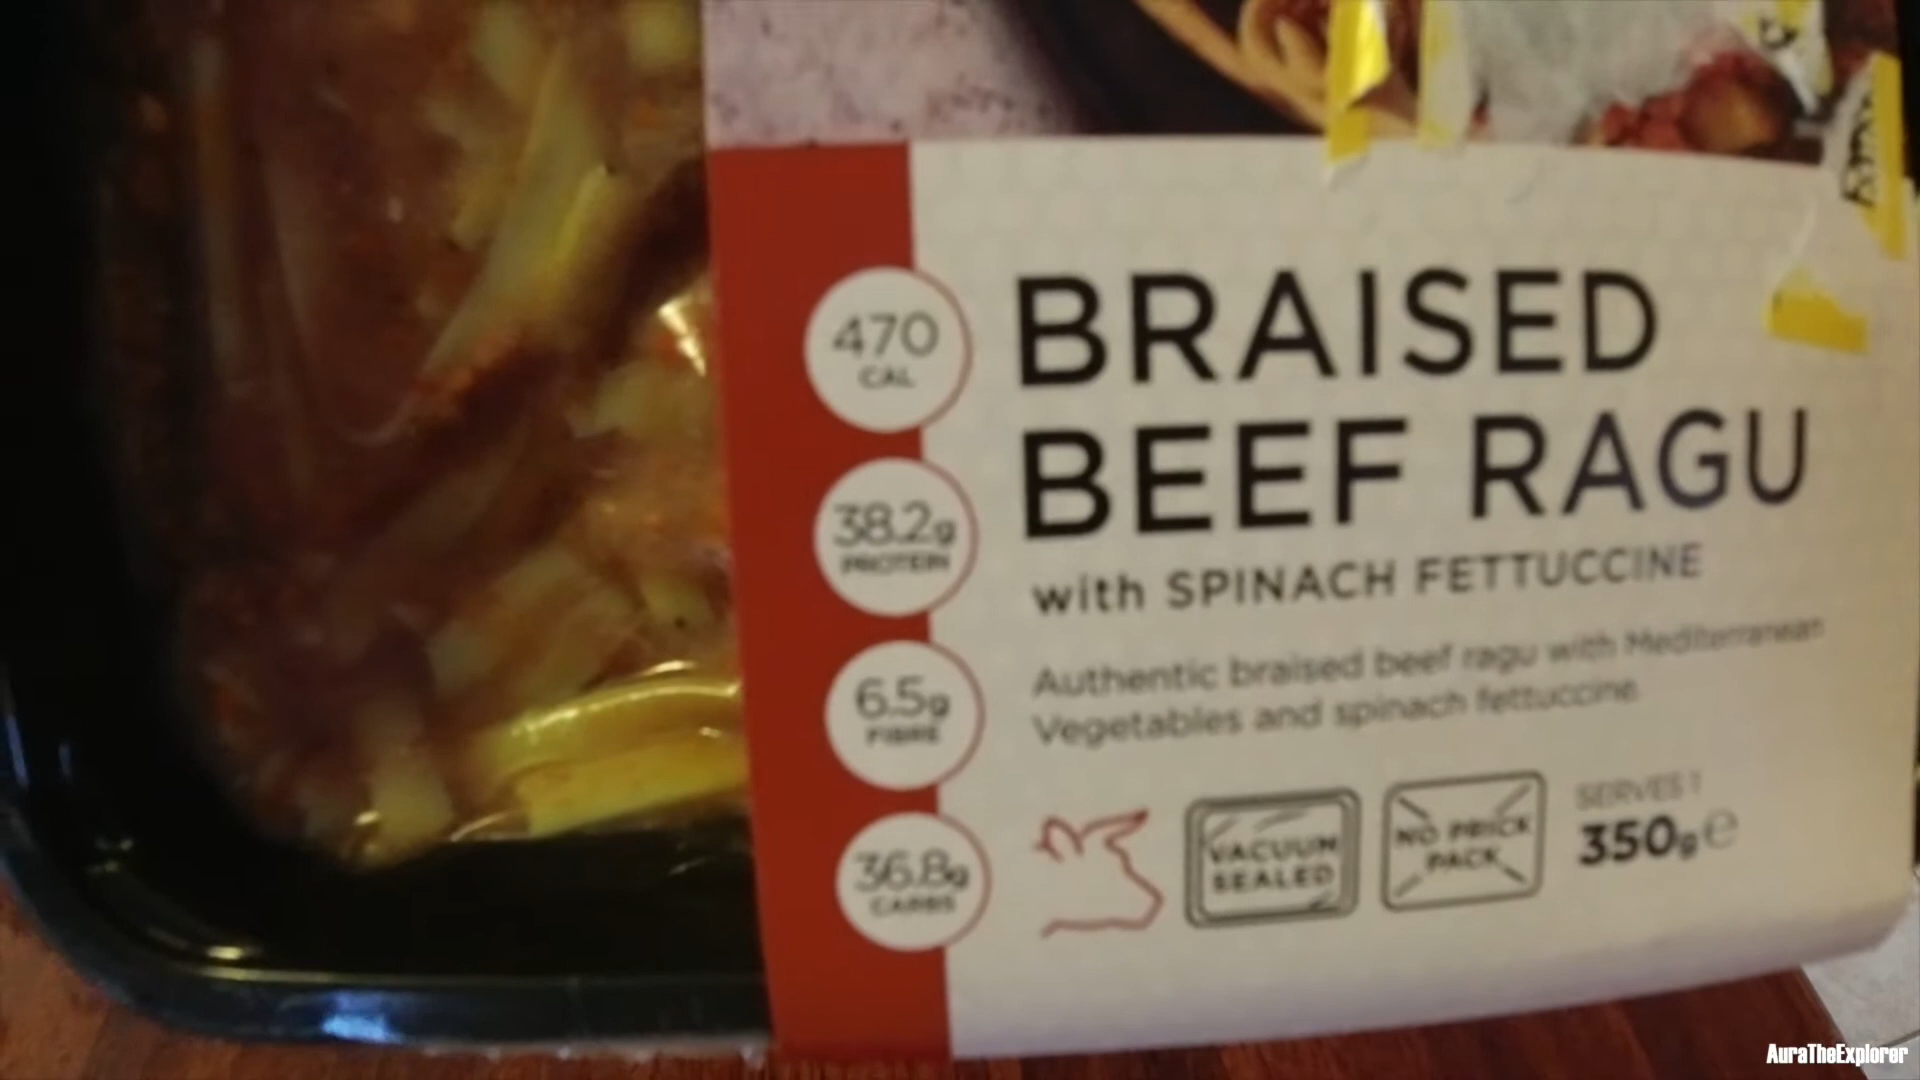 470
CAL
38.2g
PROTEIN
6.5g
FIBRE
36.8g
CARBS
BRAISED
BEEF RAGU
with SPINACH FETTUCCINE
Authentic braised beef ragu with Mediterranean
Vegetables and spinach fettuccine
VACUUM
SEALED
NO PRICK
PACK
SERVES 1
350g e
AuraTheExplorer